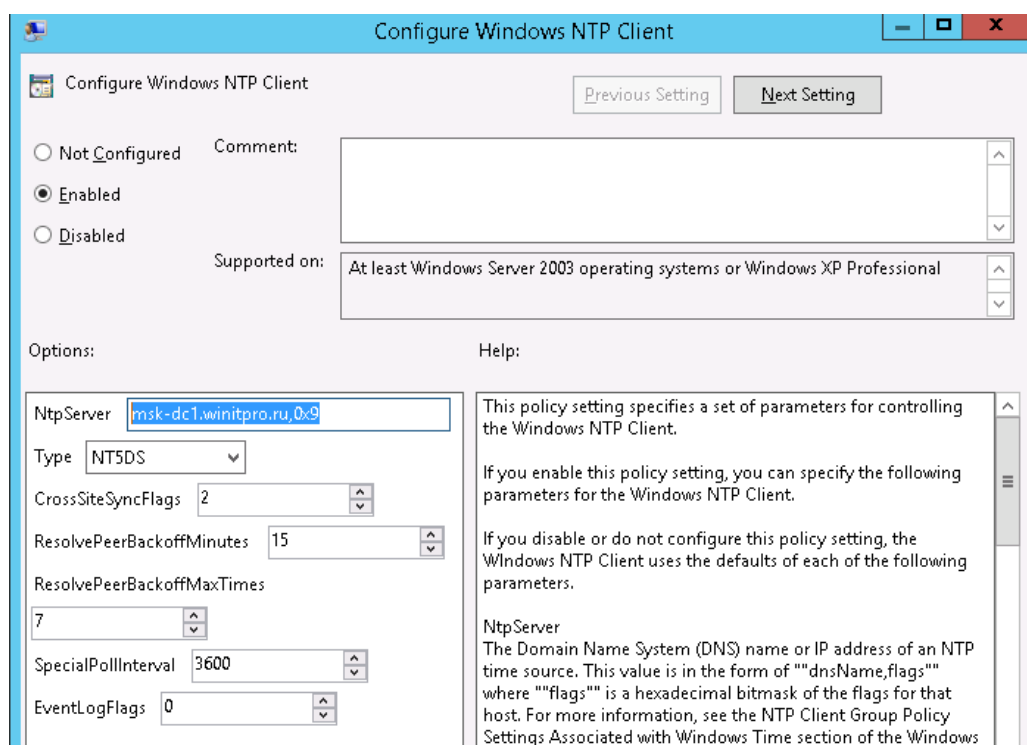 Configure Windows NTP Client
Configure Windows NTP Client
Previous Setting
Next Setting
Not Configured
Comment:
Enabled
Disabled
Supported on:
At least Windows Server 2003 operating systems or Windows XP Professional
Options:
Help:
NtpServer msk-dc1.winitpro.ru,0x9
Type NT5DS
CrossSiteSyncFlags 2
ResolvePeerBackoffMinutes 15
ResolvePeerBackoffMaxTimes
7
SpecialPollInterval 3600
EventLogFlags 0
This policy setting specifies a set of parameters for controlling
the Windows NTP Client.
If you enable this policy setting, you can specify the following
parameters for the Windows NTP Client.
If you disable or do not configure this policy setting, the
WIndows NTP Client uses the defaults of each of the following
parameters.
NtpServer
The Domain Name System (DNS) name or IP address of an NTP
time source. This value is in the form of ""dnsName,flags""
where ""flags"" is a hexadecimal bitmask of the flags for that
host. For more information, see the NTP Client Group Policy
Settings Associated with Windows Time section of the Windows